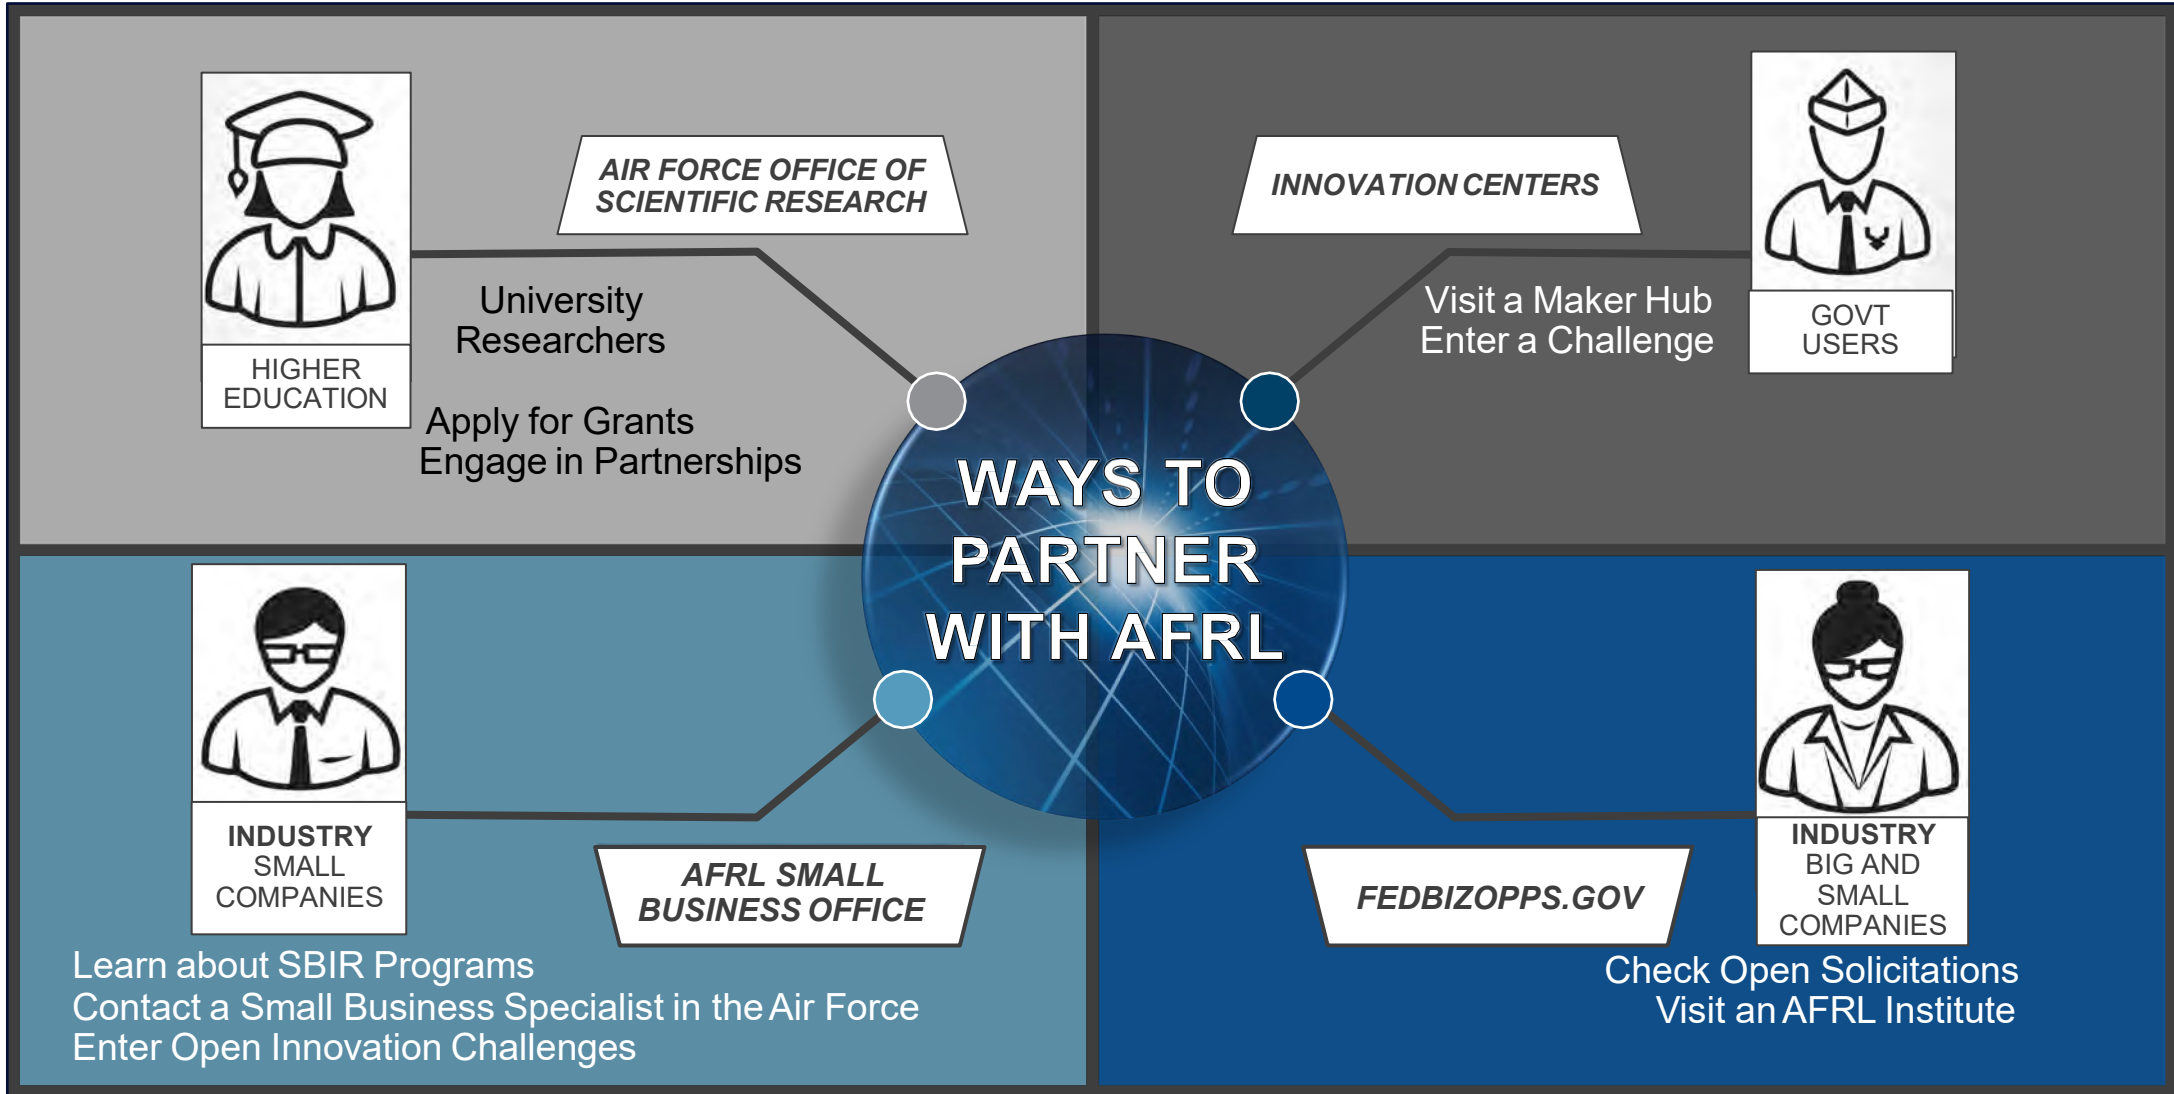 AIR FORCE OFFICE OF
SCIENTIFIC RESEARCH
University
Researchers
HIGHER
EDUCATION
Apply for Grants
Engage in Partnerships
INNOVATION CENTERS
Visit a Maker Hub
Enter a Challenge
GOVT
USERS
WAYS TO
PARTNER
WITH AFRL
INDUSTRY
SMALL
COMPANIES
AFRL SMALL
BUSINESS OFFICE
Learn about SBIR Programs
Contact a Small Business Specialist in the Air Force
Enter Open Innovation Challenges
FEDBIZOPPS.GOV
INDUSTRY
BIG AND
SMALL
COMPANIES
Check Open Solicitations
Visit an AFRL Institute